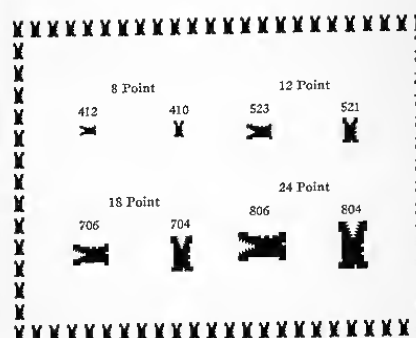 8 Point 12 Point
412 410 523 521
24 Point
18 Point
706 704 806 804